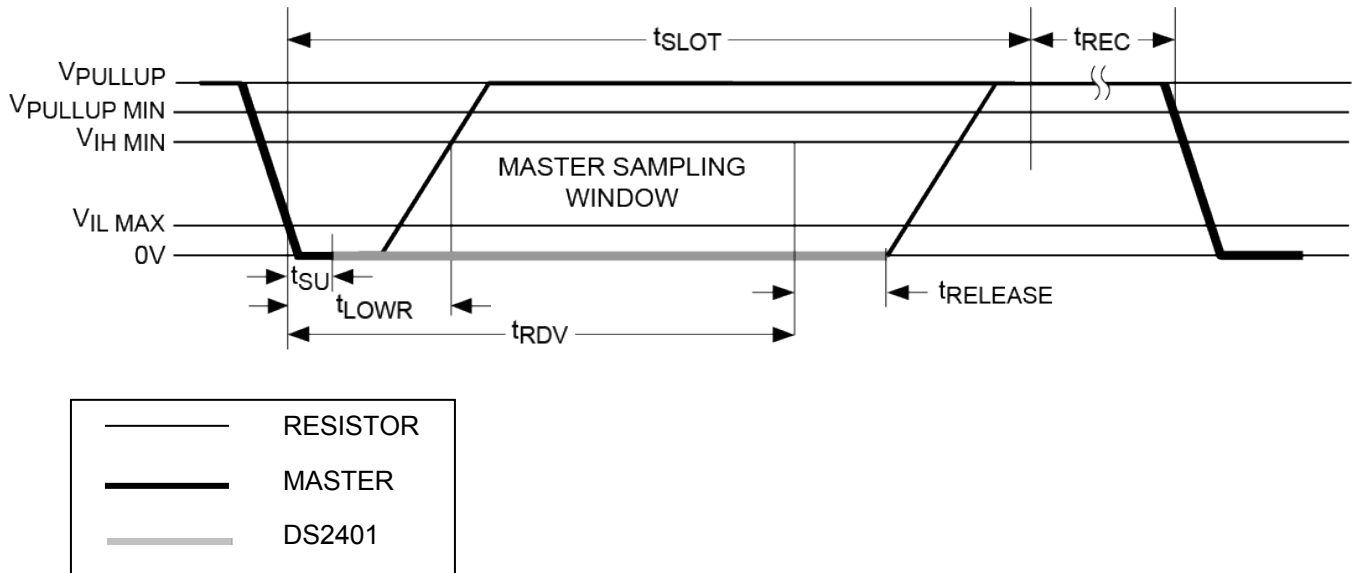 tSLOT
tREC
VPULLUP
VPULLUP MIN
VIH MIN
MASTER SAMPLING
WINDOW
VIL MAX
0V
tSU
tLOWR
tRELEASE
tRDV
RESISTOR
MASTER
DS2401